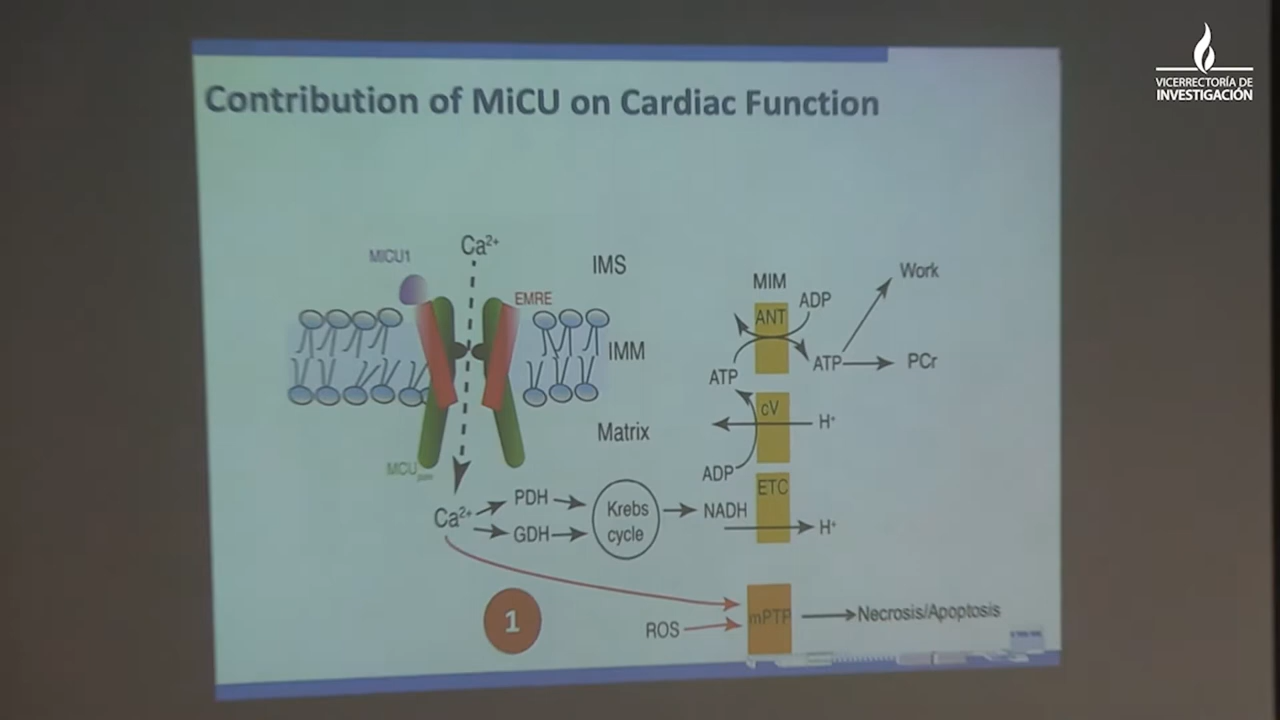 VICERRECTORÍA DE
INVESTIGACIÓN
Contribution of MiCU on Cardiac Function
MICU1
Ca²⁺
IMS
EMRE
IMM
Matrix
MCU
Ca²⁺
PDH
GDH
Krebs
cycle
NADH
MIM
ANT
ADP
ATP
ATP
Work
PCr
cV
H⁺
ADP
ETC
H⁺
1
ROS
mPTP
Necrosis/Apoptosis